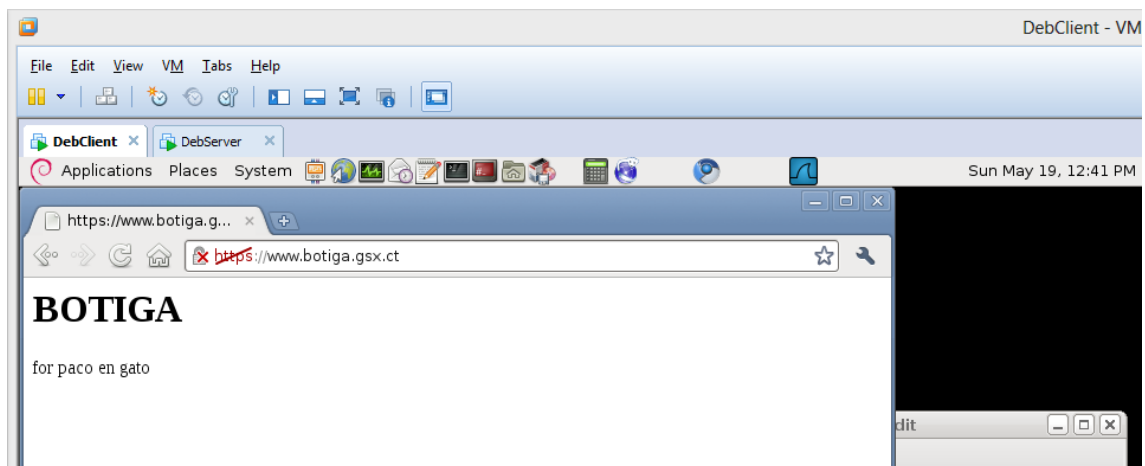 DebClient - VM
File Edit View VM Tabs Help
DebClient DebServer
Applications Places System Sun May 19, 12:41 PM
https://www.botiga.g...
https://www.botiga.gsx.ct
BOTIGA
for paco en gato
dit